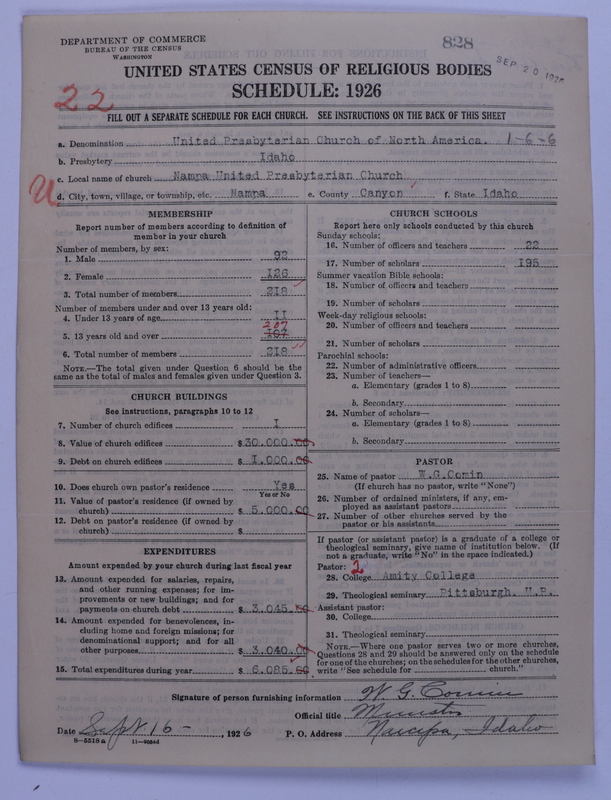 DEPARTMENT OF COMMERCE
BUREAU OF THE CENSUS
WASHINGTON
828
SEP 20 1926
UNITED STATES CENSUS OF RELIGIOUS BODIES
SCHEDULE: 1926
22
FILL OUT A SEPARATE SCHEDULE FOR EACH CHURCH. SEE INSTRUCTIONS ON THE BACK OF THIS SHEET
a. Denomination United Presbyterian Church of North America. 1-6-6
b. Presbytery Idaho
c. Local name of church Nampa United Presbyterian Church
d. City, town, village, or township, etc. Nampa e. County Canyon f. State Idaho
MEMBERSHIP
Report number of members according to definition of
member in your church
Number of members, by sex:
1. Male 92
2. Female 126
3. Total number of members 218
Number of members under and over 13 years old:
4. Under 13 years of age 11
207
5. 13 years old and over 167
6. Total number of members 218
NOTE.—The total given under Question 6 should be the
same as the total of males and females given under Question 3.
CHURCH BUILDINGS
See instructions, paragraphs 10 to 12
7. Number of church edifices 1
8. Value of church edifices $30.000.00
9. Debt on church edifices $ 1.000.00
10. Does church own pastor's residence Yes
Yes or No
11. Value of pastor's residence (if owned by
church) $ 5.000.00
12. Debt on pastor's residence (if owned by
church) $
EXPENDITURES
Amount expended by your church during last fiscal year
13. Amount expended for salaries, repairs,
and other running expenses; for im-
provements or new buildings; and for
payments on church debt $ 3.045.00
14. Amount expended for benevolences, in-
cluding home and foreign missions; for
denominational support; and for all
other purposes $ 3.040.00
15. Total expenditures during year $ 6.085.00
CHURCH SCHOOLS
Report here only schools conducted by this church
Sunday schools:
16. Number of officers and teachers 22
17. Number of scholars 195
Summer vacation Bible schools:
18. Number of officers and teachers
19. Number of scholars
Week-day religious schools:
20. Number of officers and teachers
21. Number of scholars
Parochial schools:
22. Number of administrative officers
23. Number of teachers—
a. Elementary (grades 1 to 8)
b. Secondary
24. Number of scholars—
a. Elementary (grades 1 to 8)
b. Secondary
PASTOR
25. Name of pastor W.G.Comin
(If church has no pastor, write "None")
26. Number of ordained ministers, if any, em-
ployed as assistant pastors
27. Number of other churches served by the
pastor or his assistants
If pastor (or assistant pastor) is a graduate of a college or
theological seminary, give name of institution below. (If
not a graduate, write "No" in the space indicated.)
Pastor: 2
28. College Amity College
29. Theological seminary Pittsburgh. U.P.
Assistant pastor:
30. College
31. Theological seminary
NOTE.—Where one pastor serves two or more churches,
Questions 28 and 29 should be answered only on the schedule
for one of the churches; on the schedules for the other churches,
write "See schedule for church."
Signature of person furnishing information W G Comin
Official title Minister
Date Sept 16 - , 1926 P. O. Address Nampa, Idaho
8-5518 a